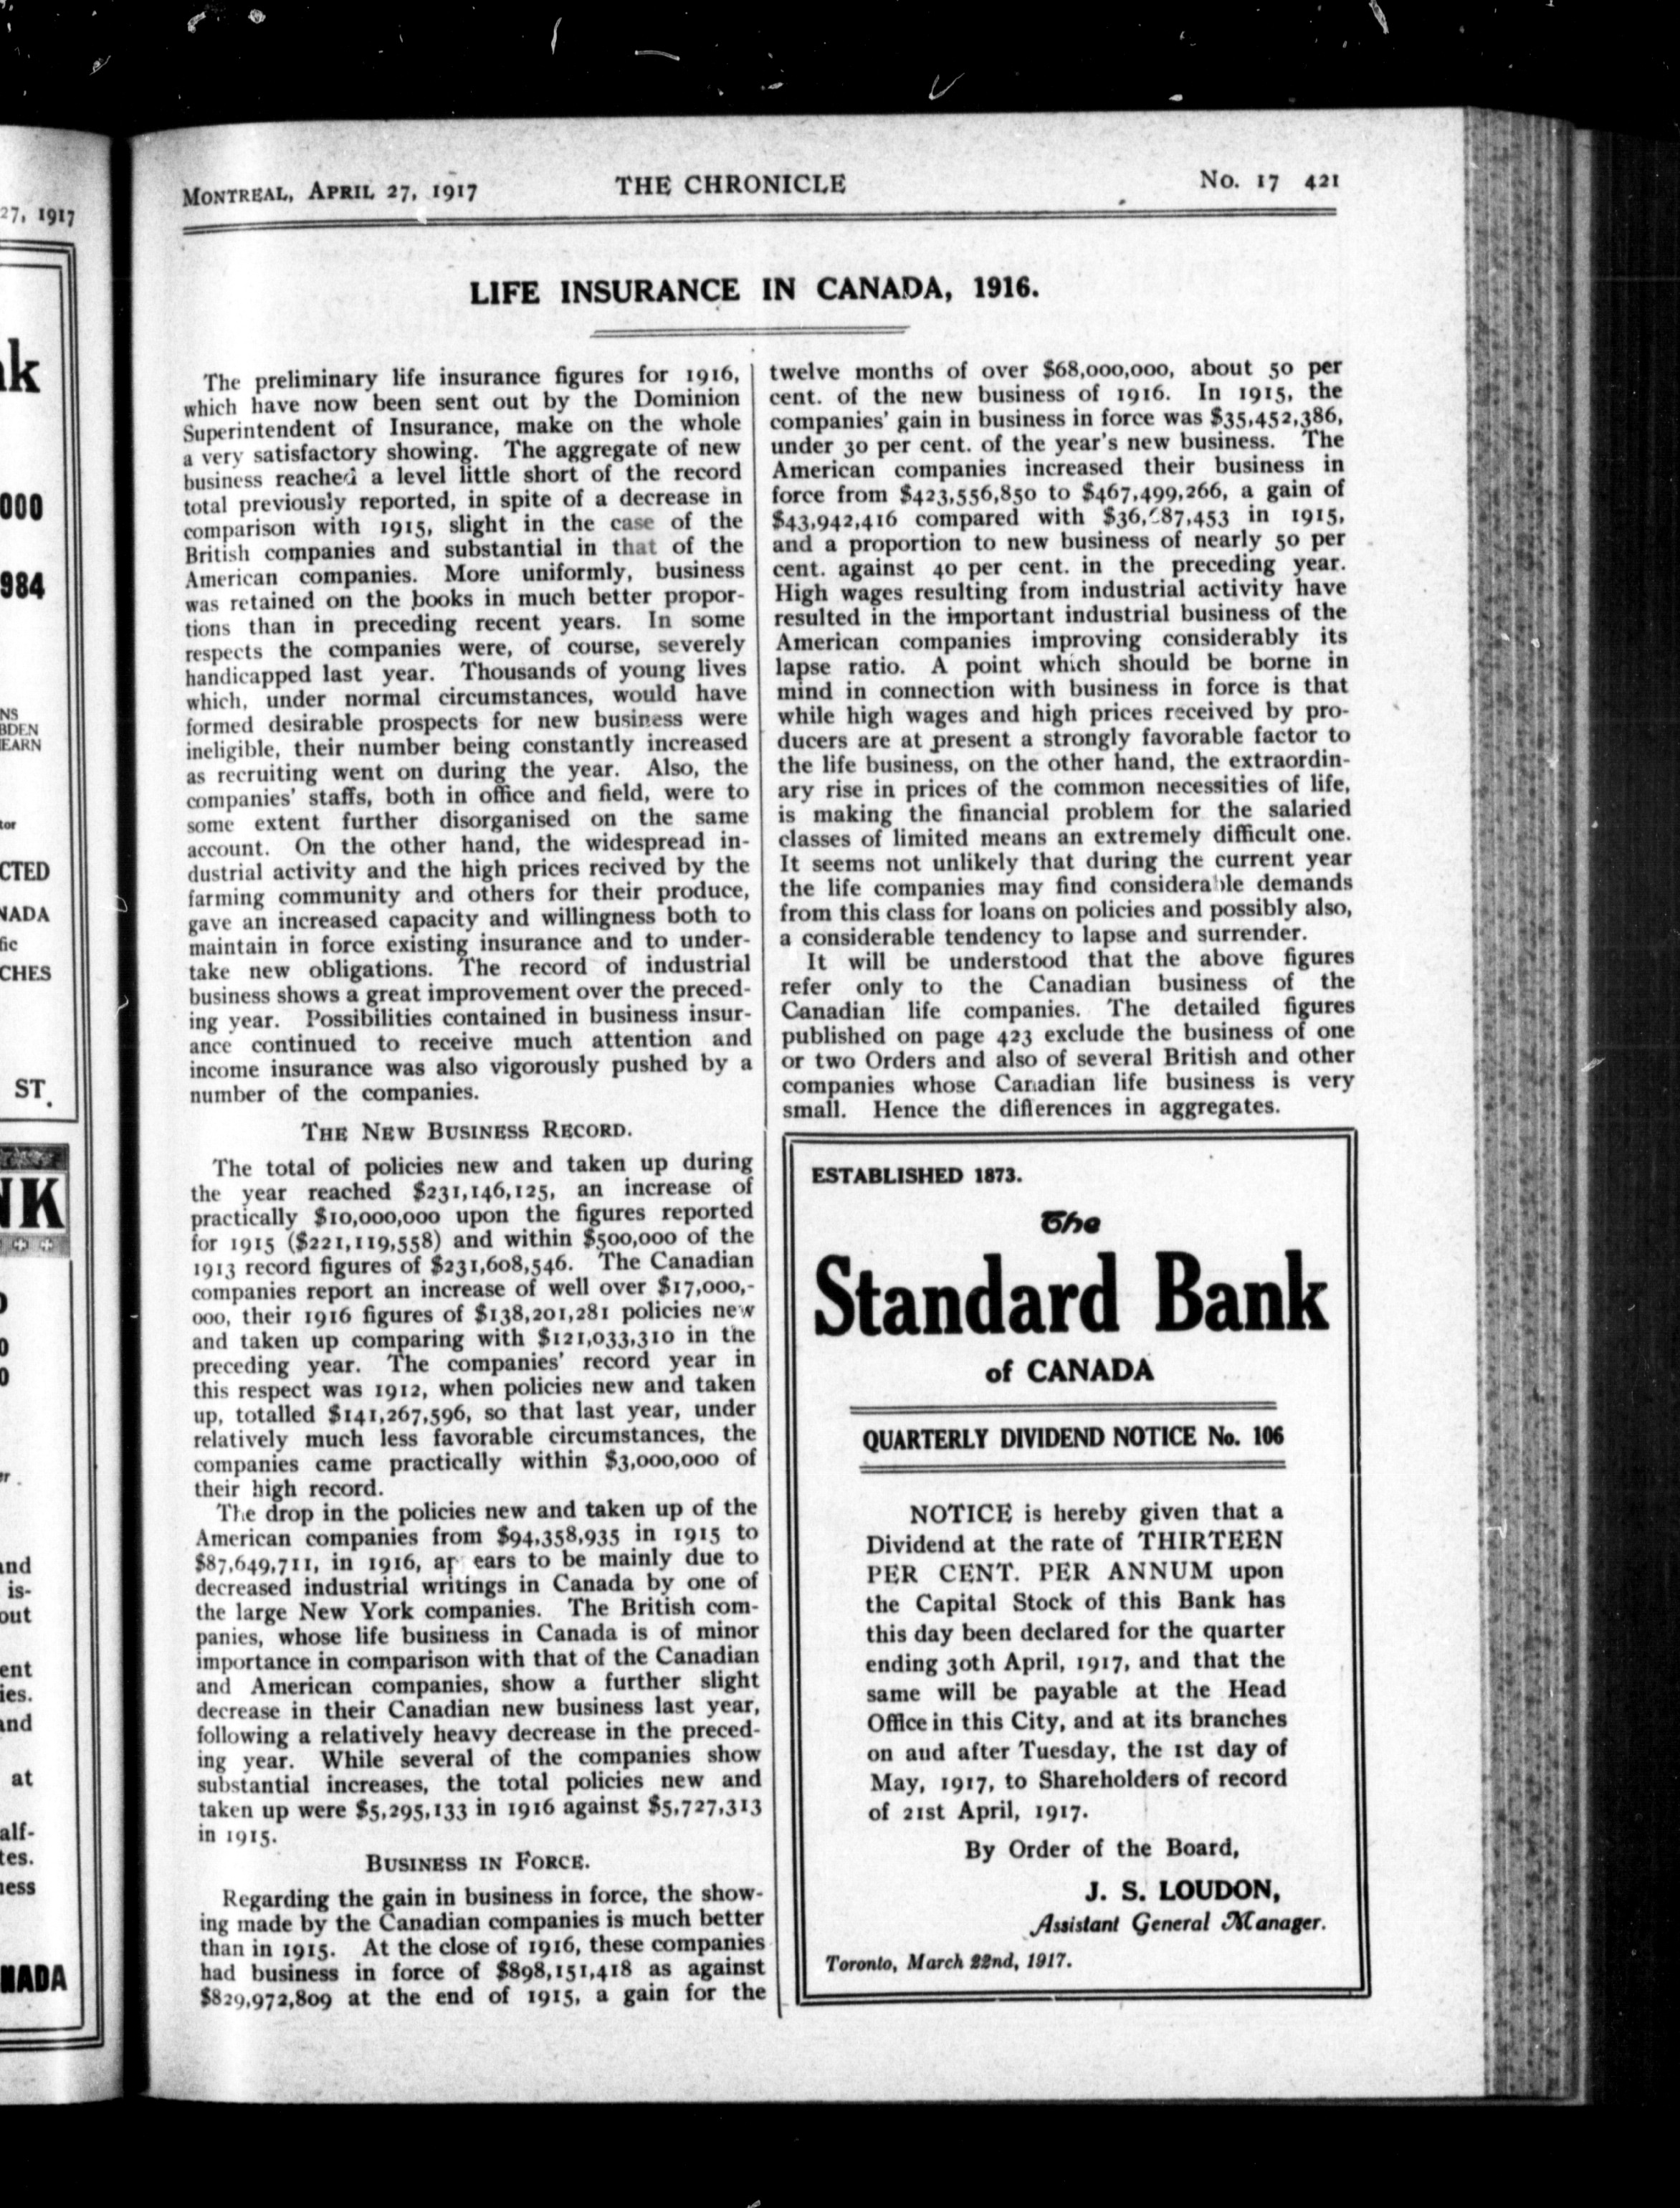 MONTREAL, APRIL 27, 1917 THE CHRONICLE No. 17 421
LIFE INSURANCE IN CANADA, 1916.
The preliminary life insurance figures for 1916,
which have now been sent out by the Dominion
Superintendent of Insurance, make on the whole
a very satisfactory showing. The aggregate of new
business reached a level little short of the record
total previously reported, in spite of a decrease in
comparison with 1915, slight in the case of the
British companies and substantial in that of the
American companies. More uniformly, business
was retained on the books in much better propor-
tions than in preceding recent years. In some
respects the companies were, of course, severely
handicapped last year. Thousands of young lives
which, under normal circumstances, would have
formed desirable prospects for new business were
ineligible, their number being constantly increased
as recruiting went on during the year. Also, the
companies' staffs, both in office and field, were to
some extent further disorganised on the same
account. On the other hand, the widespread in-
dustrial activity and the high prices recived by the
farming community and others for their produce,
gave an increased capacity and willingness both to
maintain in force existing insurance and to under-
take new obligations. The record of industrial
business shows a great improvement over the preced-
ing year. Possibilities contained in business insur-
ance continued to receive much attention and
income insurance was also vigorously pushed by a
number of the companies.
THE NEW BUSINESS RECORD.
The total of policies new and taken up during
the year reached $231,146,125, an increase of
practically $10,000,000 upon the figures reported
for 1915 ($221,119,558) and within $500,000 of the
1913 record figures of $231,608,546. The Canadian
companies report an increase of well over $17,000,-
000, their 1916 figures of $138,201,281 policies new
and taken up comparing with $121,033,310 in the
preceding year. The companies' record year in
this respect was 1912, when policies new and taken
up, totalled $141,267,596, so that last year, under
relatively much less favorable circumstances, the
companies came practically within $3,000,000 of
their high record.
The drop in the policies new and taken up of the
American companies from $94,358,935 in 1915 to
$87,649,711, in 1916, ap ears to be mainly due to
decreased industrial writings in Canada by one of
the large New York companies. The British com-
panies, whose life business in Canada is of minor
importance in comparison with that of the Canadian
and American companies, show a further slight
decrease in their Canadian new business last year,
following a relatively heavy decrease in the preced-
ing year. While several of the companies show
substantial increases, the total policies new and
taken up were $5,295,133 in 1916 against $5,727,313
in 1915.
BUSINESS IN FORCE.
Regarding the gain in business in force, the show-
ing made by the Canadian companies is much better
than in 1915. At the close of 1916, these companies
had business in force of $898,151,418 as against
$829,972,809 at the end of 1915, a gain for the
twelve months of over $68,000,000, about 50 per
cent. of the new business of 1916. In 1915, the
companies' gain in business in force was $35,452,386,
under 30 per cent. of the year's new business. The
American companies increased their business in
force from $423,556,850 to $467,499,266, a gain of
$43,942,416 compared with in 1915,
and a proportion to new business of nearly 50 per
cent. against 40 per cent. in the preceding year.
High wages resulting from industrial activity have
resulted in the important industrial business of the
American companies improving considerably its
lapse ratio. A point which should be borne in
mind in connection with business in force is that
while high wages and high prices received by pro-
ducers are at present a strongly favorable factor to
the life business, on the other hand, the extraordin-
ary rise in prices of the common necessities of life,
is making the financial problem for the salaried
classes of limited means an extremely difficult one.
It seems not unlikely that during the current year
the life companies may find considerable demands
from this class for loans on policies and possibly also,
a considerable tendency to lapse and surrender.
It will be understood that the above figures
refer only to the Canadian business of the
Canadian life companies. The detailed figures
published on page 423 exclude the business of one
or two Orders and also of several British and other
companies whose Canadian life business is very
small. Hence the differences in aggregates.
ESTABLISHED 1873.
The
Standard Bank
of CANADA
QUARTERLY DIVIDEND NOTICE No. 106
NOTICE is hereby given that a
Dividend at the rate of THIRTEEN
PER CENT. PER ANNUM upon
the Capital Stock of this Bank has
this day been declared for the quarter
ending 30th April, 1917, and that the
same will be payable at the Head
Office in this City, and at its branches
on aud after Tuesday, the 1st day of
May, 1917, to Shareholders of record
of 21st April, 1917.
By Order of the Board,
J. S. LOUDON,
Assistant General Manager.
Toronto, March 22nd, 1917.
27, 1917
000
984
CTED
ST.
at